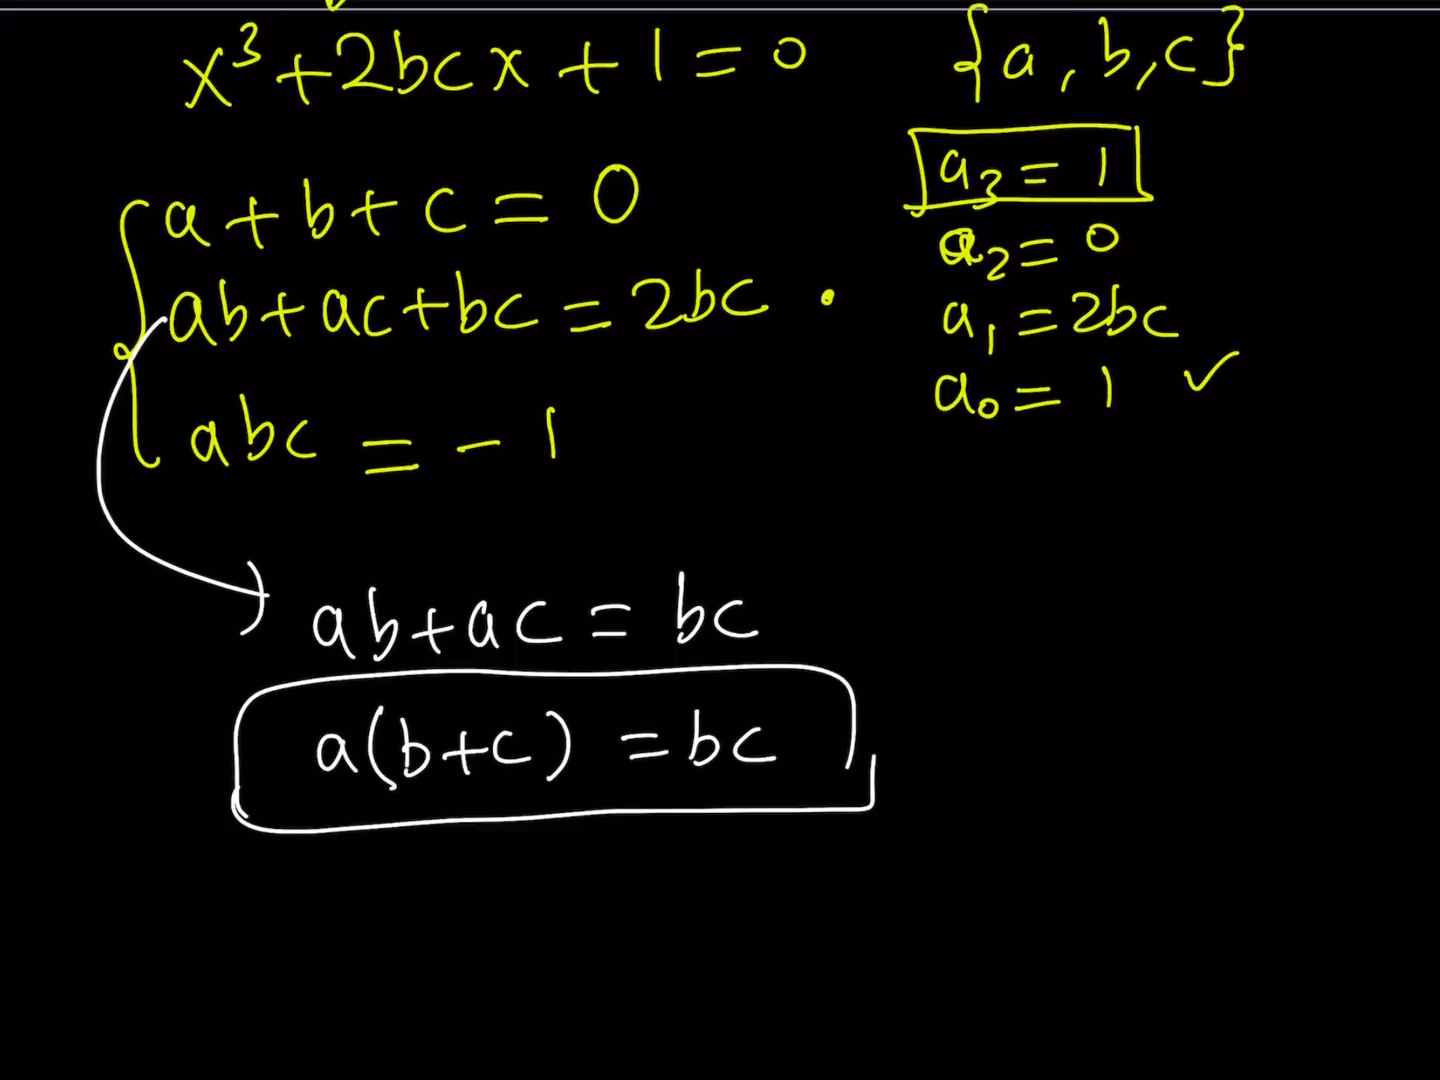 x³+2bcx+1=0
{a,b,c}
a₃=1
a₂=0
a₁=2bc
a₀=1 ✓
a+b+c=0
ab+ac+bc=2bc .
abc=-1
ab+ac=bc
a(b+c)=bc